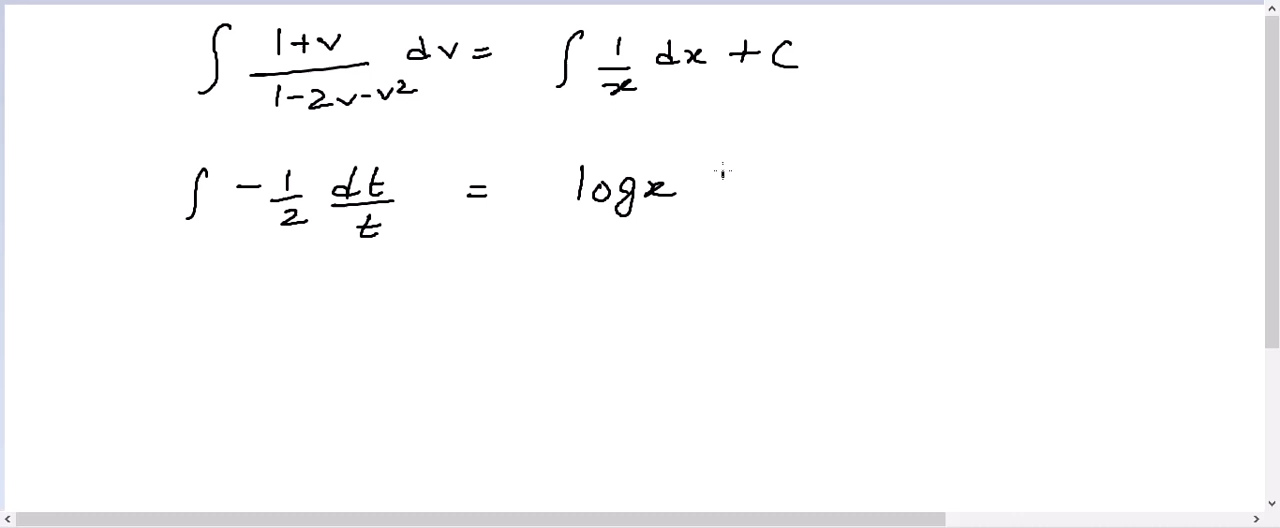 ∫ (1+v)/(1-2v-v²) dv = ∫ 1/x dx + C
∫ -1/2 dt/t = log x